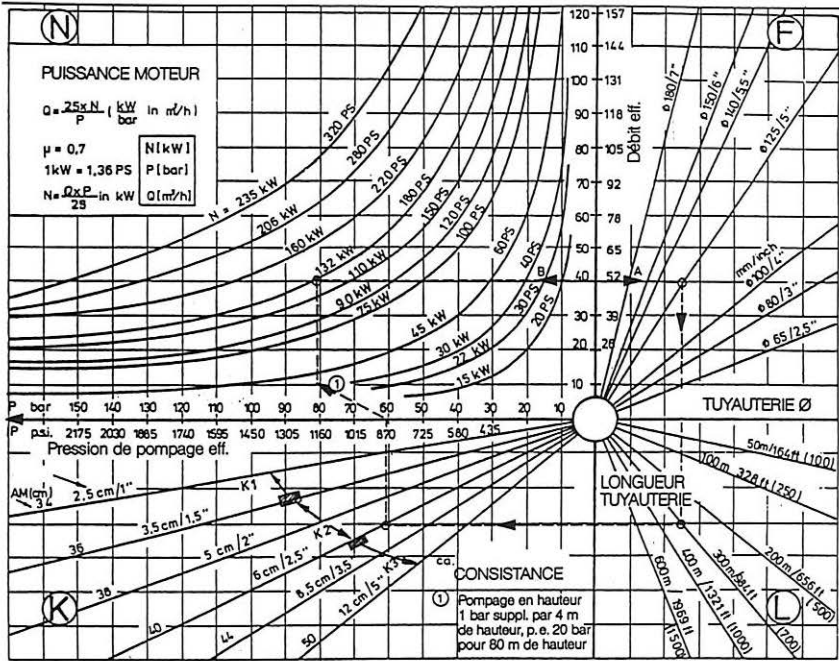 N
F
PUISSANCE MOTEUR
Q = 25xN / P ( kW / bar in m³/h)
µ = 0,7
1kW = 1,36 PS
N = QxP / 25 in kW
N [kW]
P [bar]
Q [m³/h]
N = 235 kW
320 PS
206 kW
280 PS
160 kW
220 PS
132 kW
180 PS
110 kW
150 PS
90 kW
120 PS
75 kW
100 PS
45 kW
60 PS
30 kW
40 PS
22 kW
30 PS
15 kW
20 PS
B
A
Débit eff.
120 157
110 144
100 131
90 118
80 105
70 92
60 78
50 65
40 52
30 39
20 26
10
ø 180/7"
ø 150/6"
ø 140/5,5"
ø 125/5"
mm/inch
ø 100/4"
ø 80/3"
ø 65/2,5"
①
P bar 150 140 130 120 110 100 90 80 70 60 50 40 30 20 10
P p.s.i. 2175 2030 1885 1740 1595 1450 1305 1160 1015 870 725 580 435
Pression de pompage eff.
TUYAUTERIE Ø
LONGUEUR
TUYAUTERIE
50m/164ft (100)
100m 328ft (250)
200m/656ft (500)
300m/984ft (700)
400m/1321ft (1000)
600m/1969ft (1500)
AM(cm)
34
2,5cm/1"
36
3.5cm/1.5"
38
5 cm/2"
40
6 cm/2,5"
44
8,5cm/3,5"
50
12 cm/5"
K1
K2
K3
ca.
CONSISTANCE
① Pompage en hauteur
1 bar suppl. par 4 m
de hauteur, p.e. 20 bar
pour 80 m de hauteur
K
L